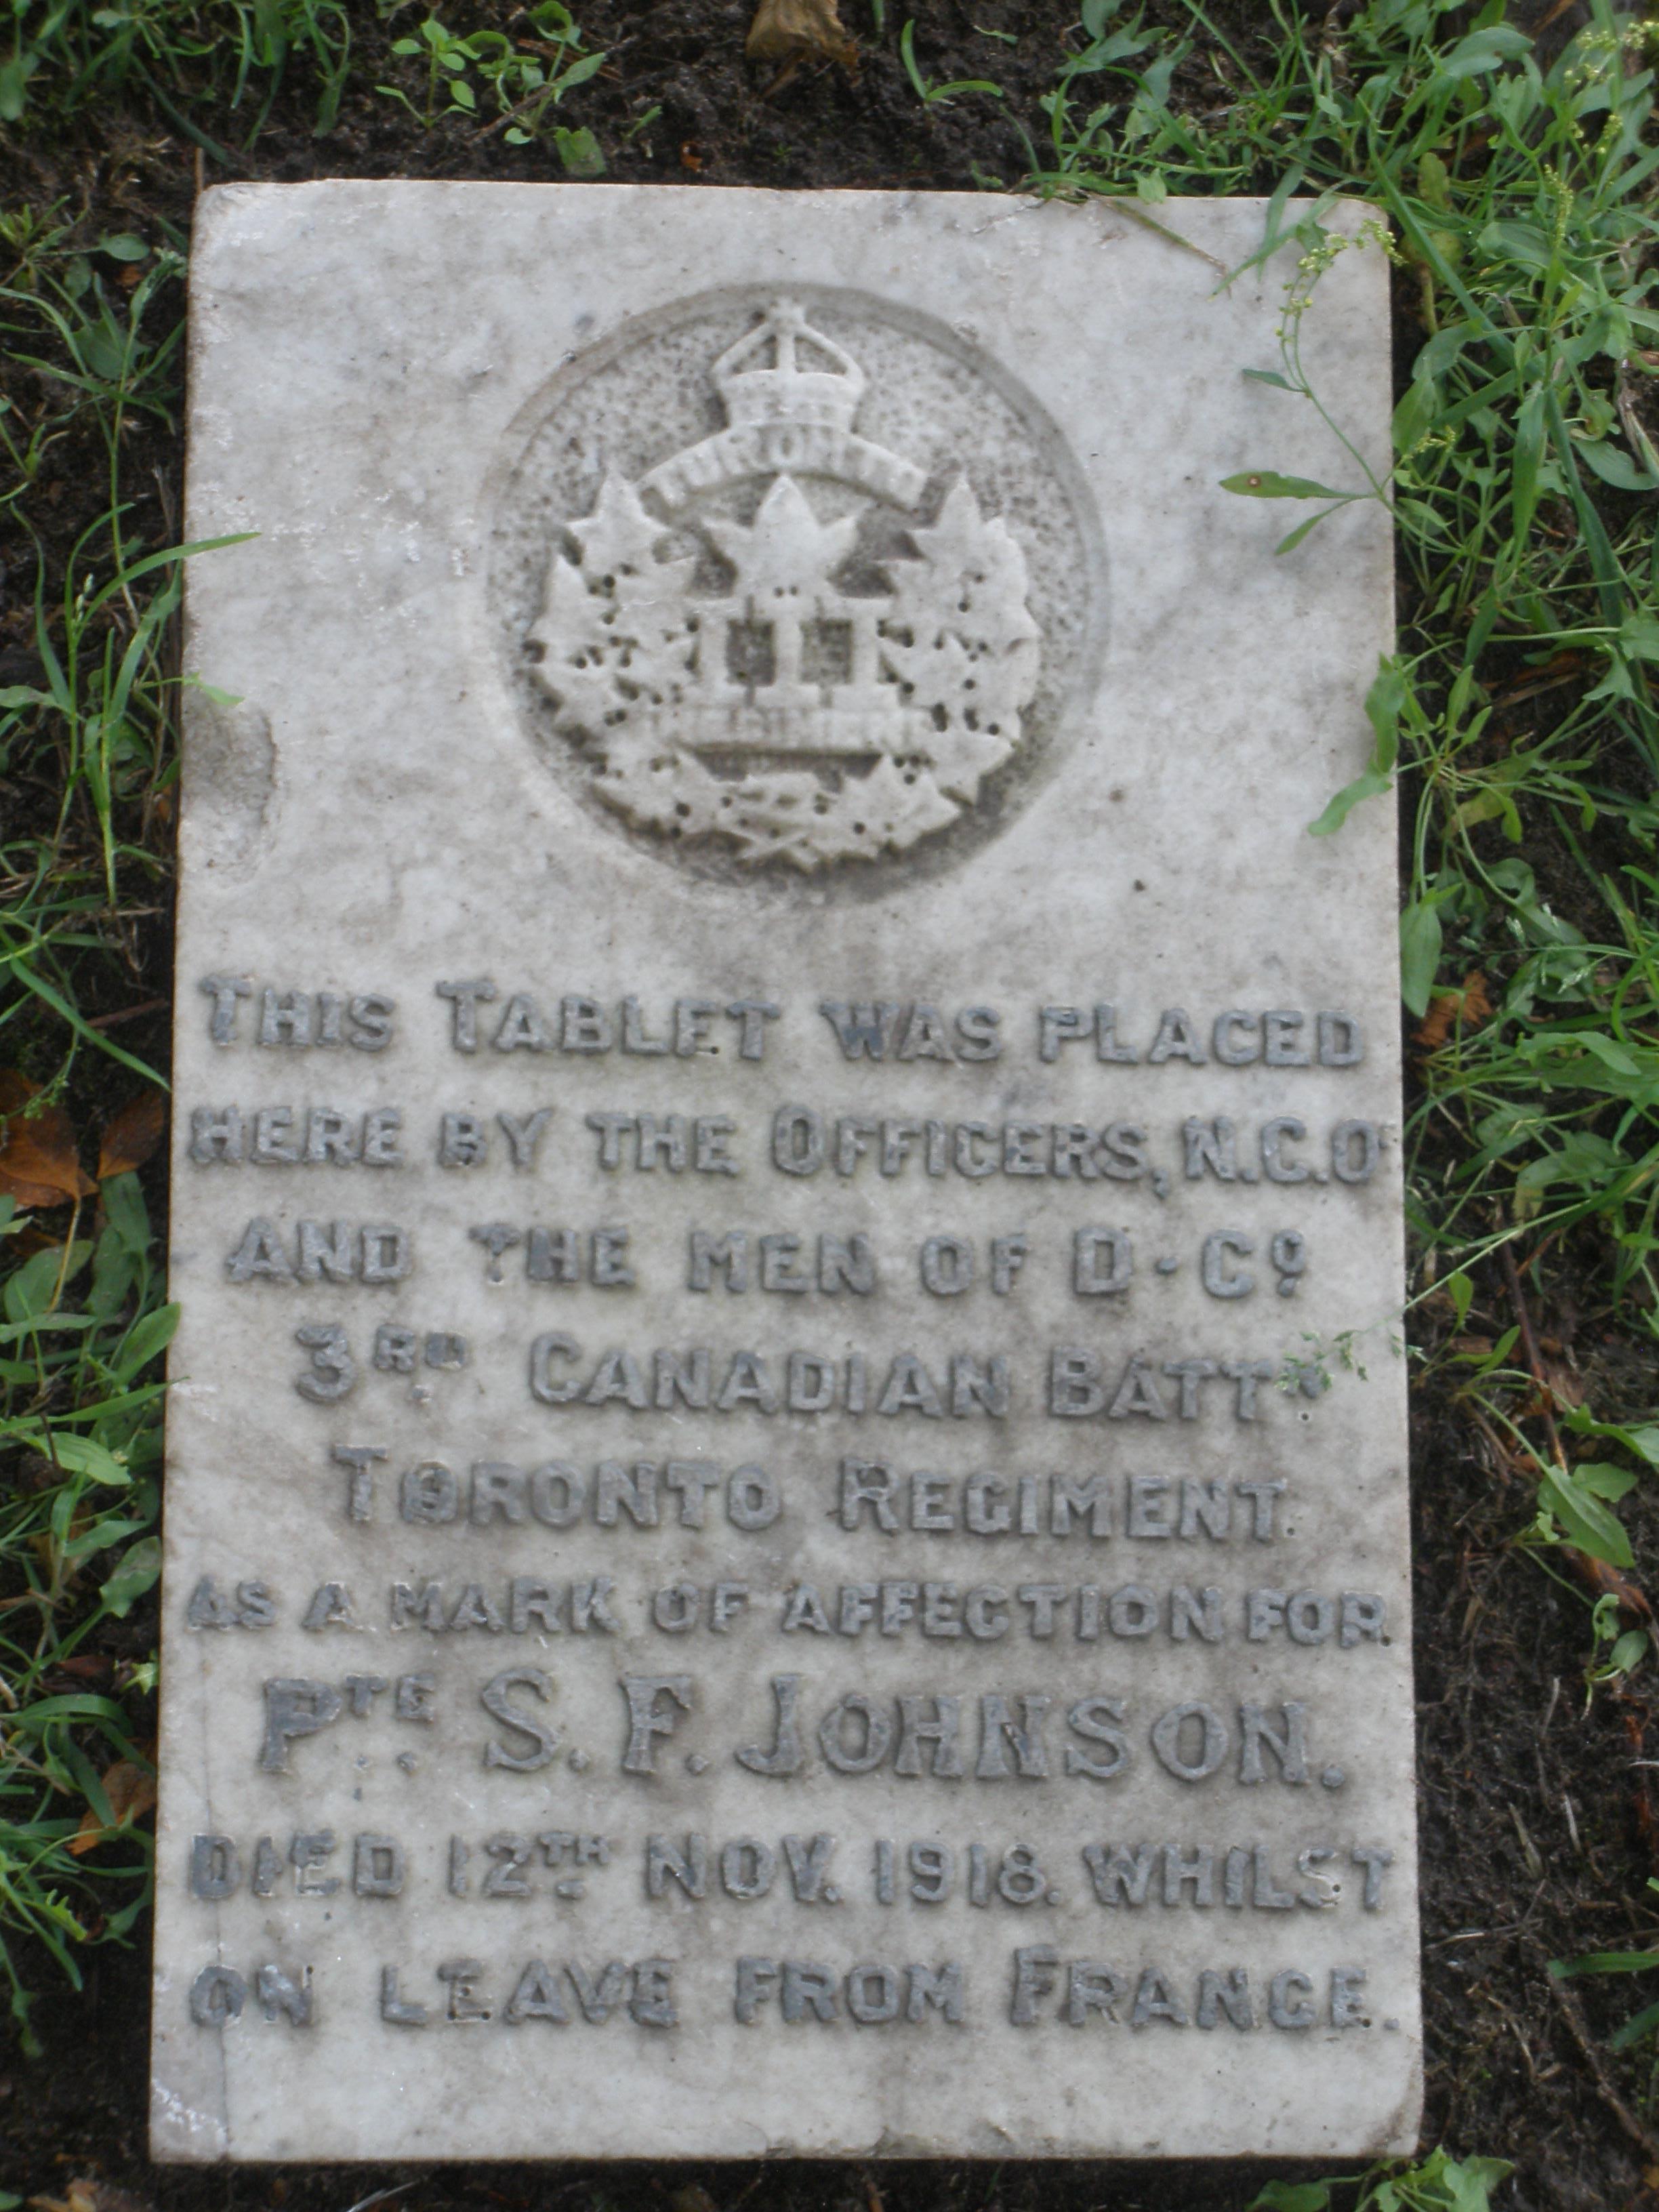 TORONTO
III
REGIMENT
THIS TABLET WAS PLACED
HERE BY THE OFFICERS, N.C.O
AND THE MEN OF D. Co.
3RD CANADIAN BATTN.
TORONTO REGIMENT.
AS A MARK OF AFFECTION FOR
PTE S. F. JOHNSON.
DIED 12TH NOV. 1918. WHILST
ON LEAVE FROM FRANCE.